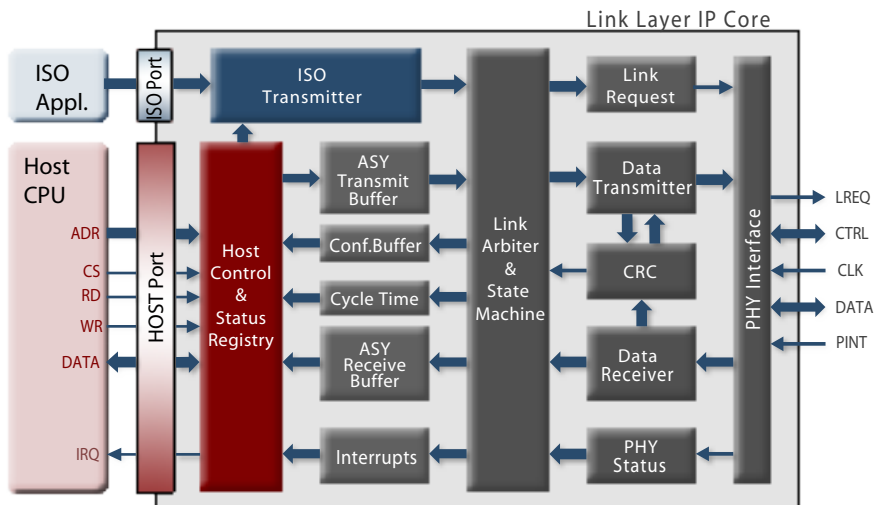 Link Layer IP Core
ISO
Appl.
ISO Port
ISO
Transmitter
Link
Request
Host
CPU
ADR
CS
RD
WR
DATA
IRQ
HOST Port
Host
Control
&
Status
Registry
ASY
Transmit
Buffer
Conf.Buffer
Cycle Time
ASY
Receive
Buffer
Interrupts
Link
Arbiter
&
State
Machine
Data
Transmitter
CRC
Data
Receiver
PHY
Status
PHY Interface
LREQ
CTRL
CLK
DATA
PINT